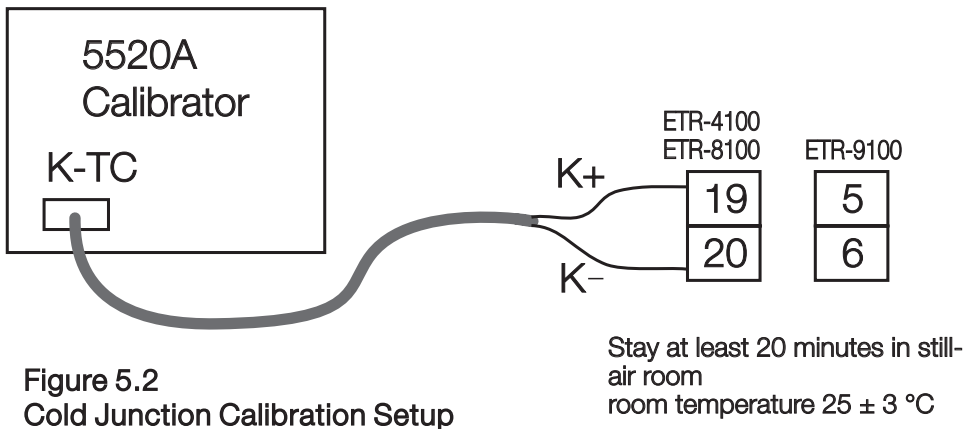 5520A
Calibrator
K-TC
K+
K−
ETR-4100
ETR-8100
19
20
ETR-9100
5
6
Stay at least 20 minutes in still-
air room
room temperature 25 ± 3 °C
Figure 5.2
Cold Junction Calibration Setup